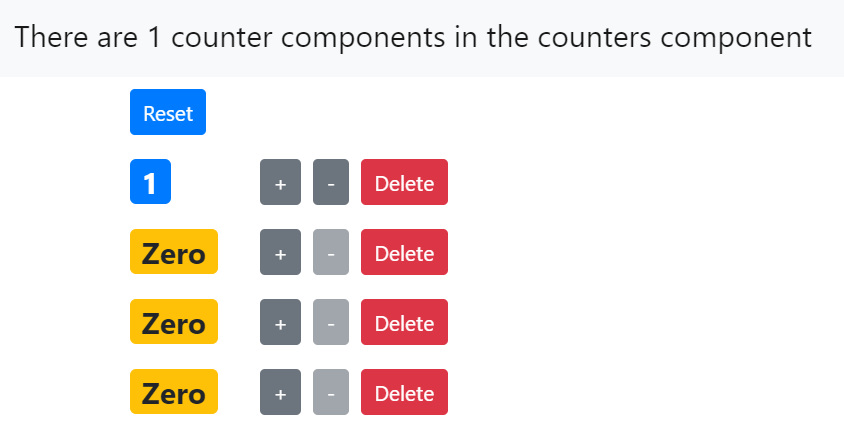 There are 1 counter components in the counters component
Reset
1 + - Delete
Zero + - Delete
Zero + - Delete
Zero + - Delete